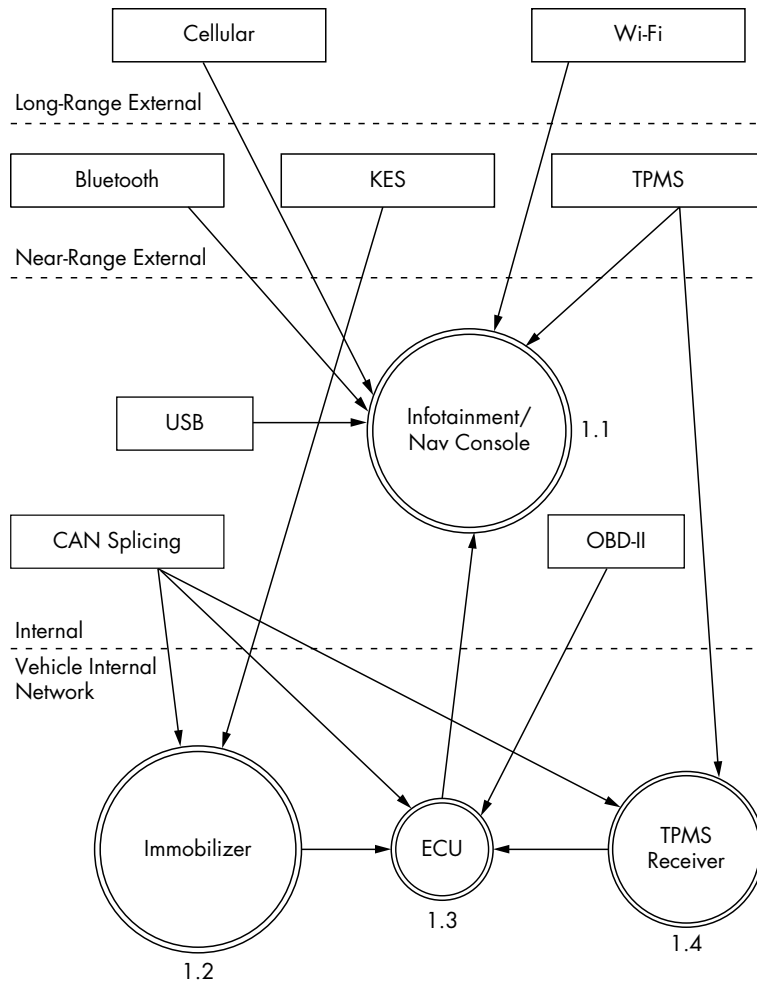 Cellular
Wi-Fi
Long-Range External
Bluetooth
KES
TPMS
Near-Range External
USB
Infotainment/
Nav Console
1.1
CAN Splicing
OBD-II
Internal
Vehicle Internal
Network
Immobilizer
ECU
TPMS
Receiver
1.3
1.4
1.2